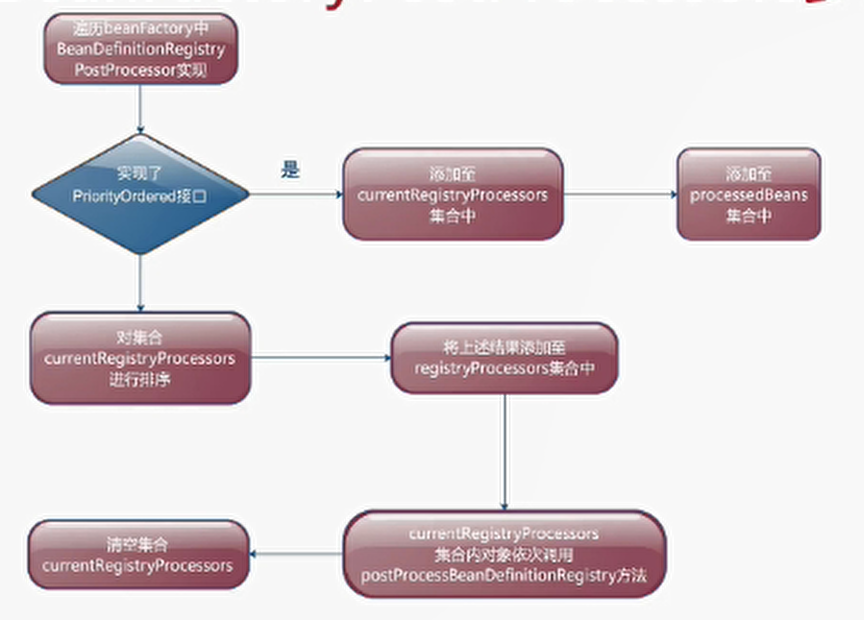 遍历beanFactory中
BeanDefinitionRegistry
PostProcessor实现
实现了
PriorityOrdered接口
是
添加至
currentRegistryProcessors
集合中
添加至
processedBeans
集合中
对集合
currentRegistryProcessors
进行排序
将上述结果添加至
registryProcessors集合中
currentRegistryProcessors
集合内对象依次调用
postProcessBeanDefinitionRegistry方法
清空集合
currentRegistryProcessors